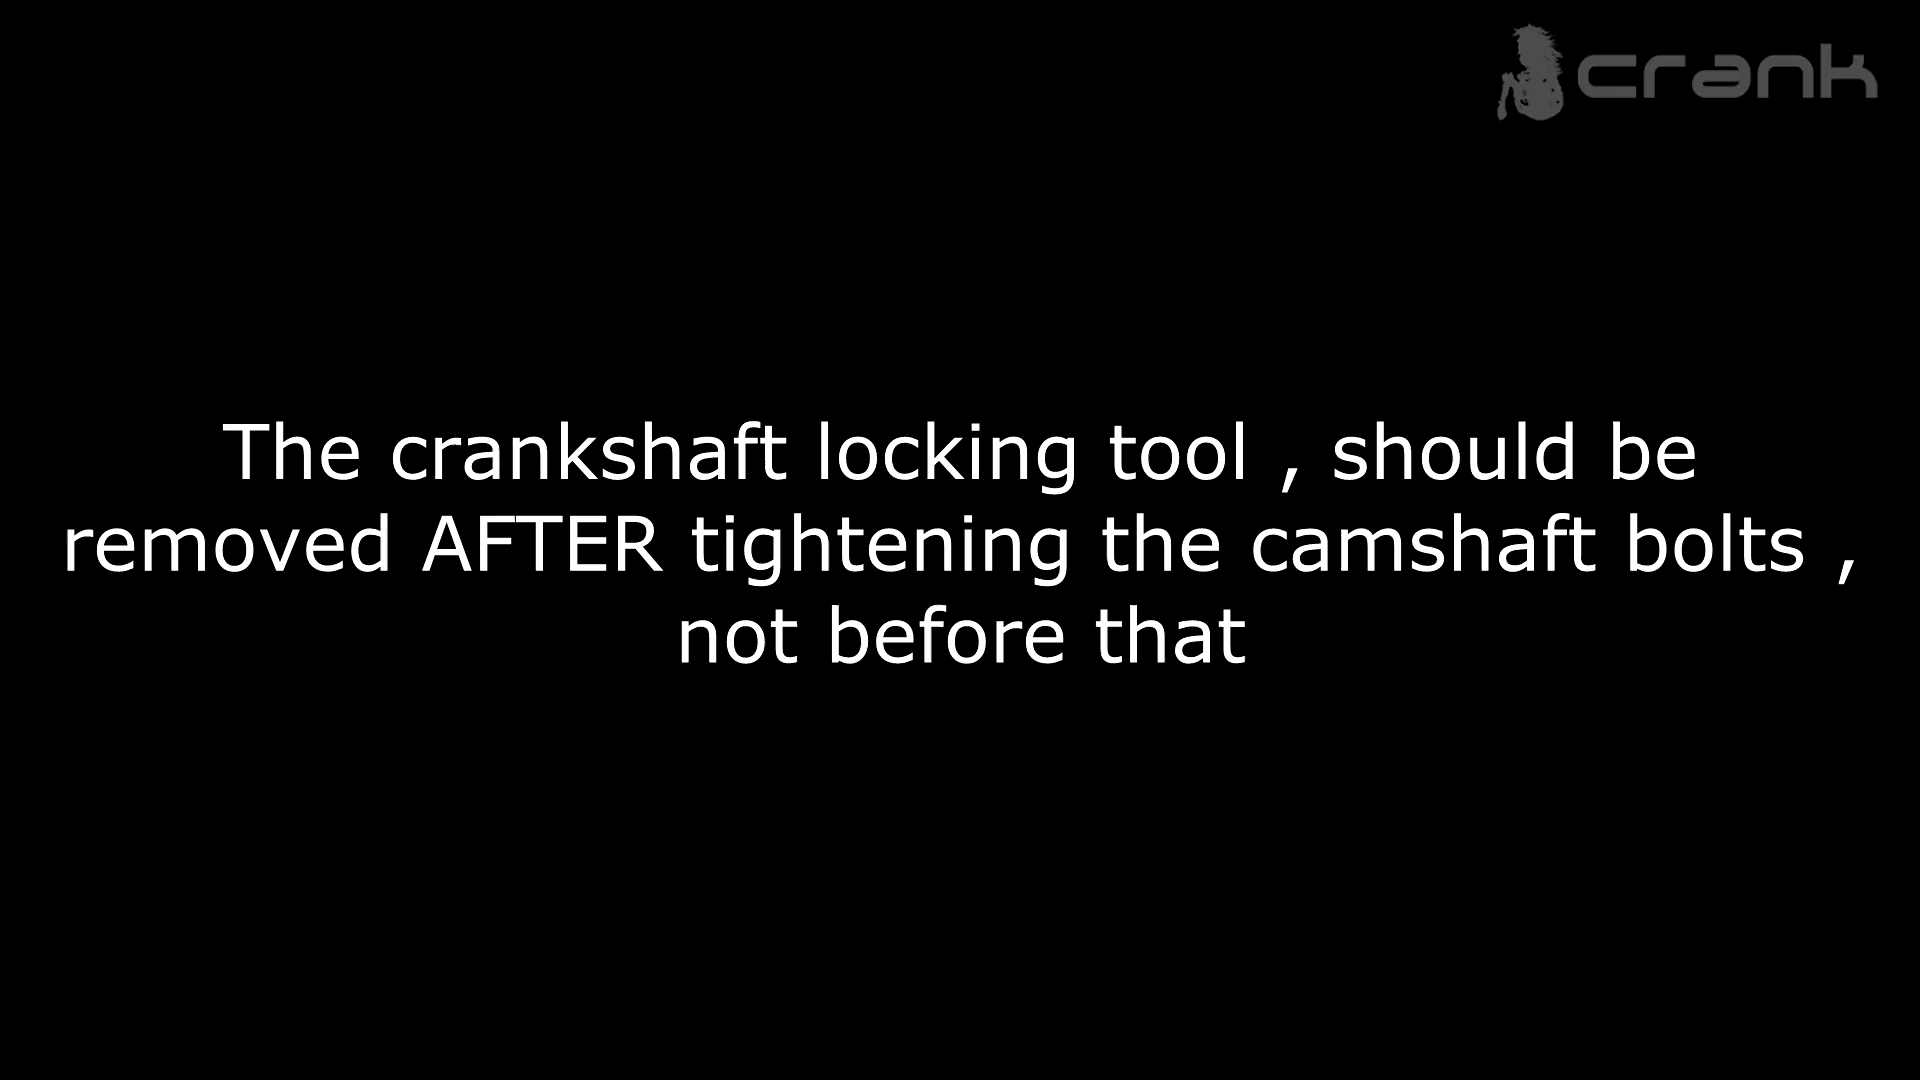 crank
The crankshaft locking tool , should be
removed AFTER tightening the camshaft bolts ,
not before that